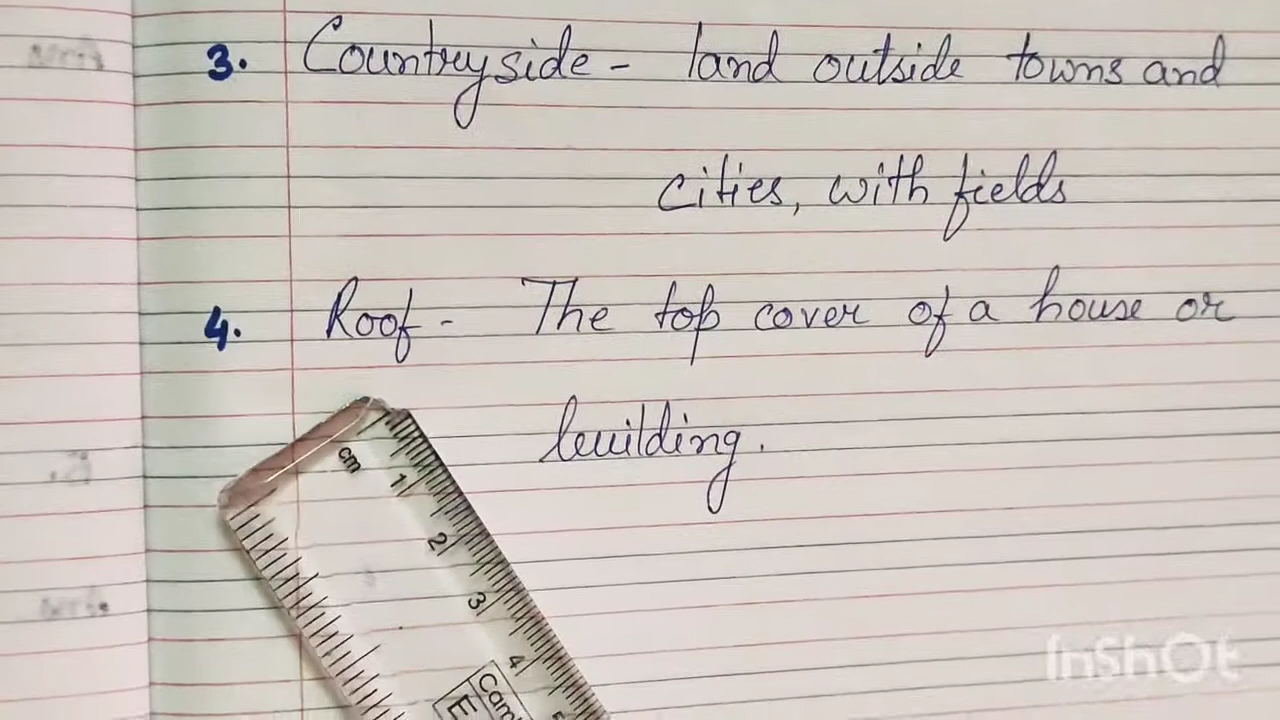 3. Countryside - land outside towns and
cities, with fields
4. Roof - The top cover of a house or
building.
cm
1
2
3
4
InShOt